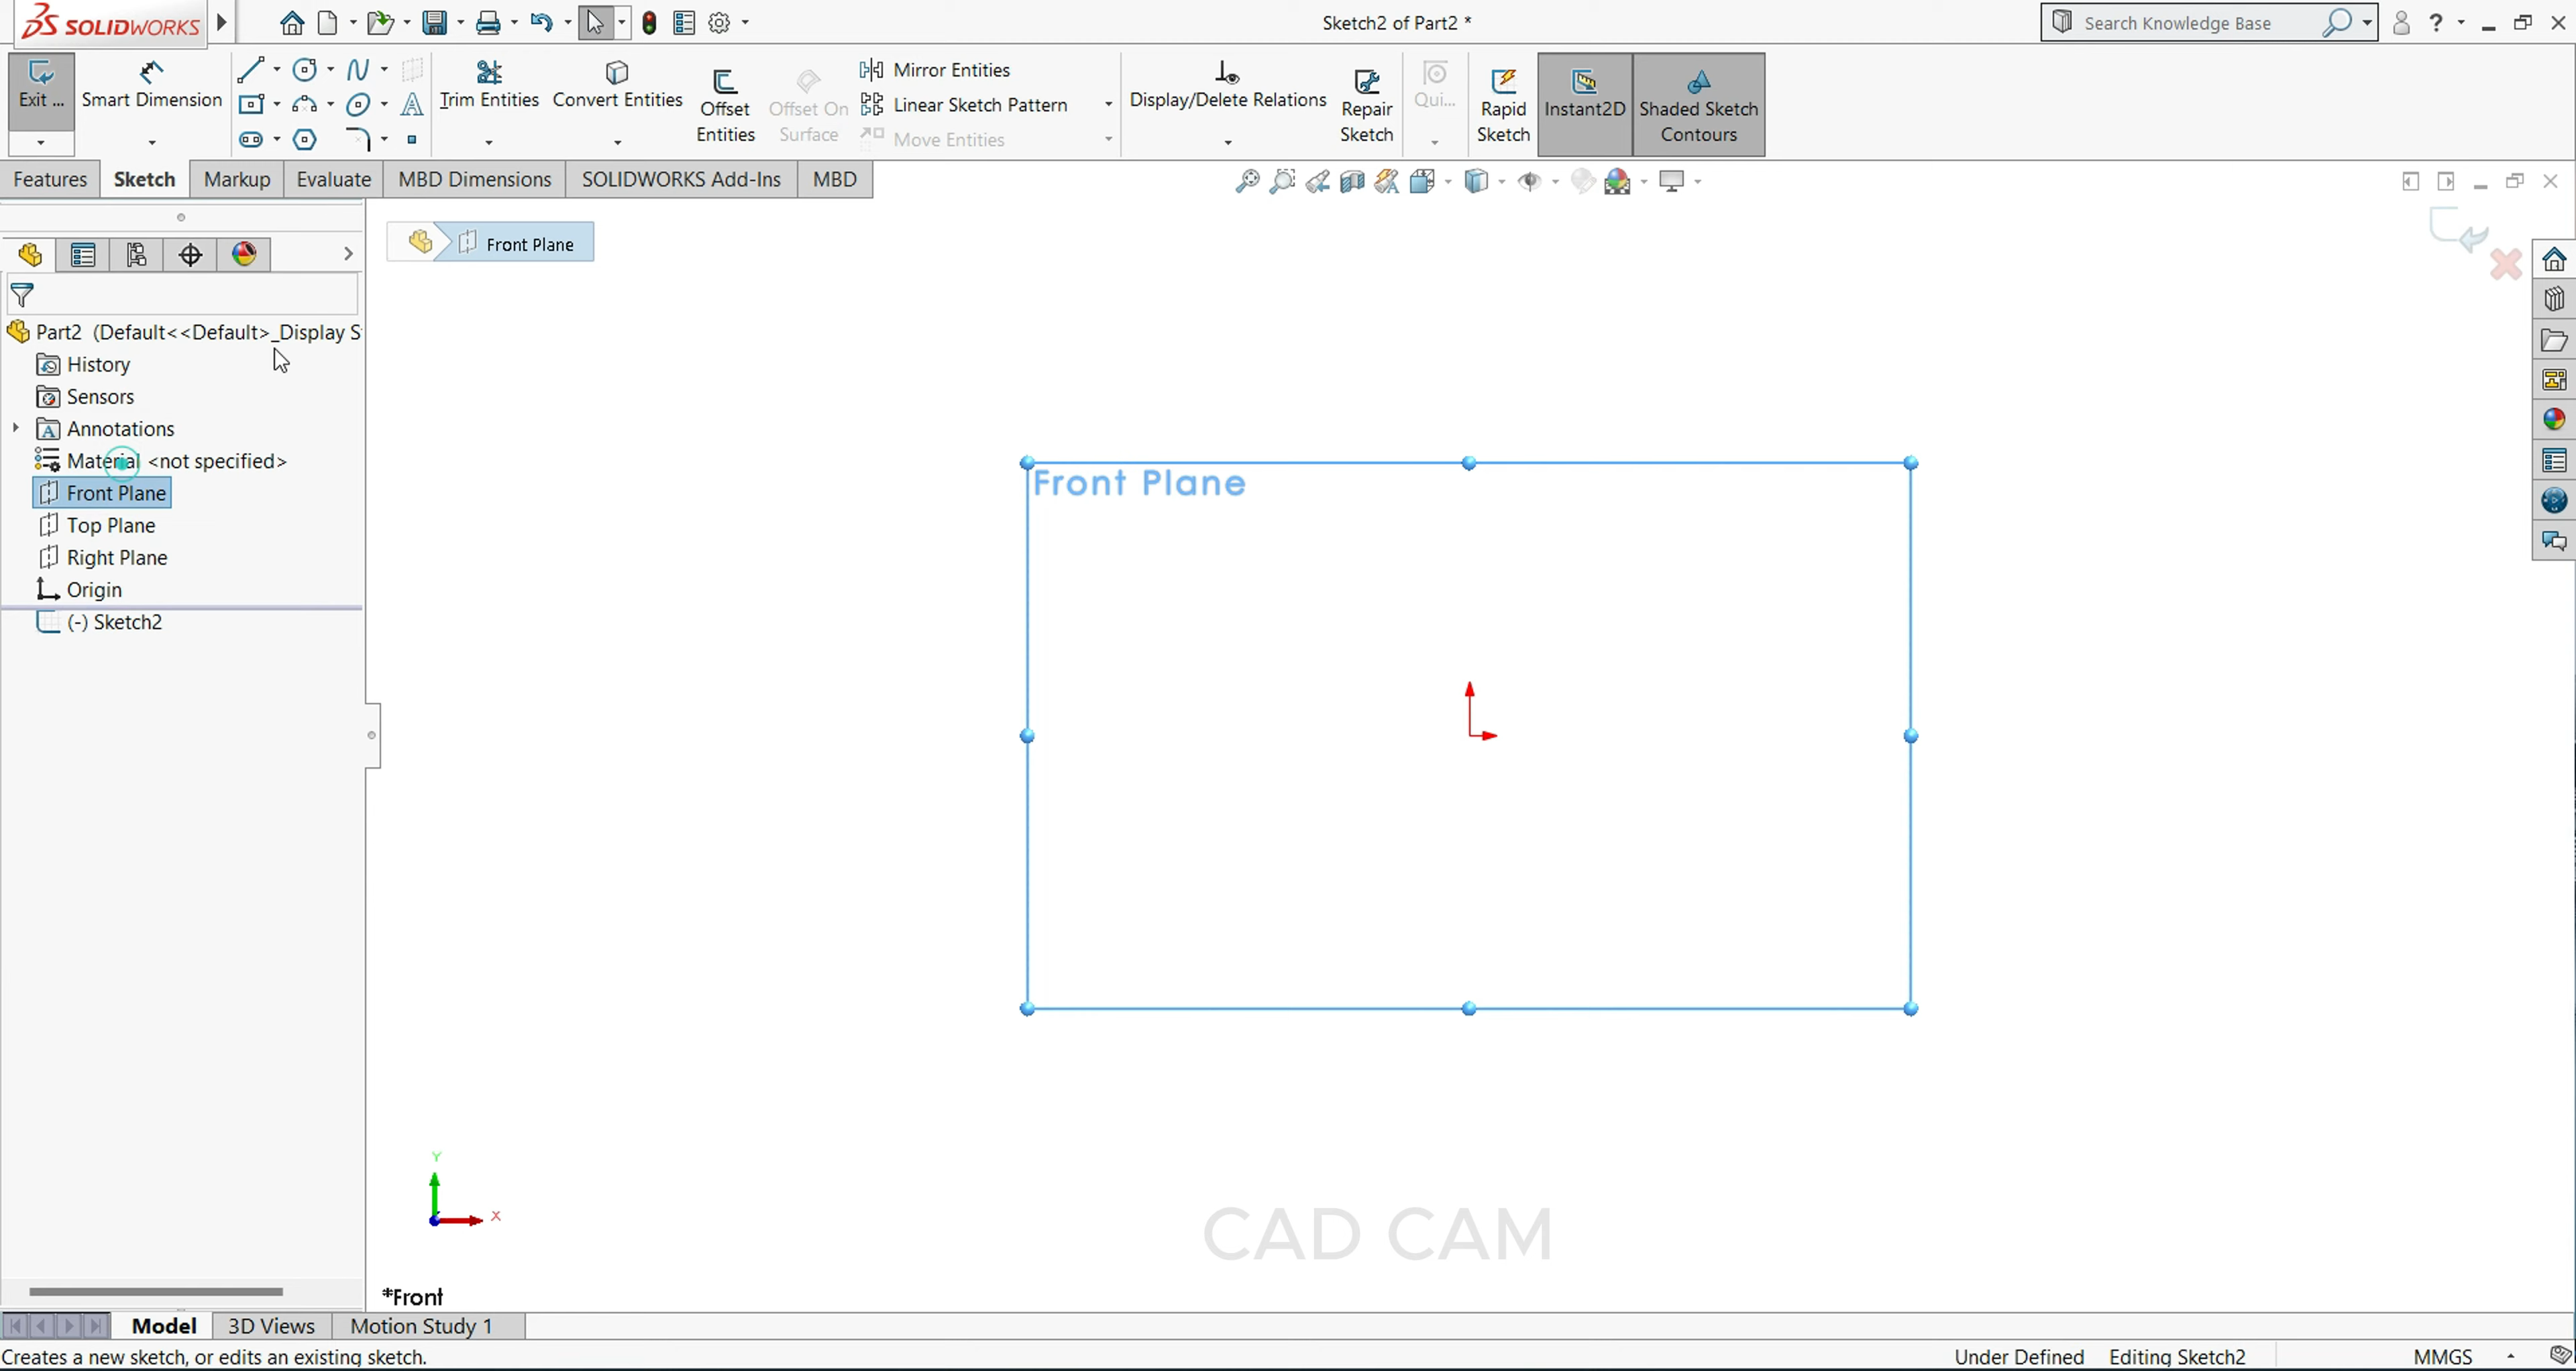 SOLIDWORKS
Sketch2 of Part2 *
Search Knowledge Base
?
Exit ...
Smart Dimension
Trim Entities
Convert Entities
Offset Entities
Offset On Surface
Mirror Entities
Linear Sketch Pattern
Move Entities
Display/Delete Relations
Repair Sketch
Qui...
Rapid Sketch
Instant2D
Shaded Sketch Contours
Features
Sketch
Markup
Evaluate
MBD Dimensions
SOLIDWORKS Add-Ins
MBD
Front Plane
Part2 (Default<<Default>_Display S
History
Sensors
Annotations
Material <not specified>
Front Plane
Top Plane
Right Plane
Origin
(-) Sketch2
Front Plane
Y
X
CAD CAM
*Front
Model
3D Views
Motion Study 1
Creates a new sketch, or edits an existing sketch.
Under Defined
Editing Sketch2
MMGS